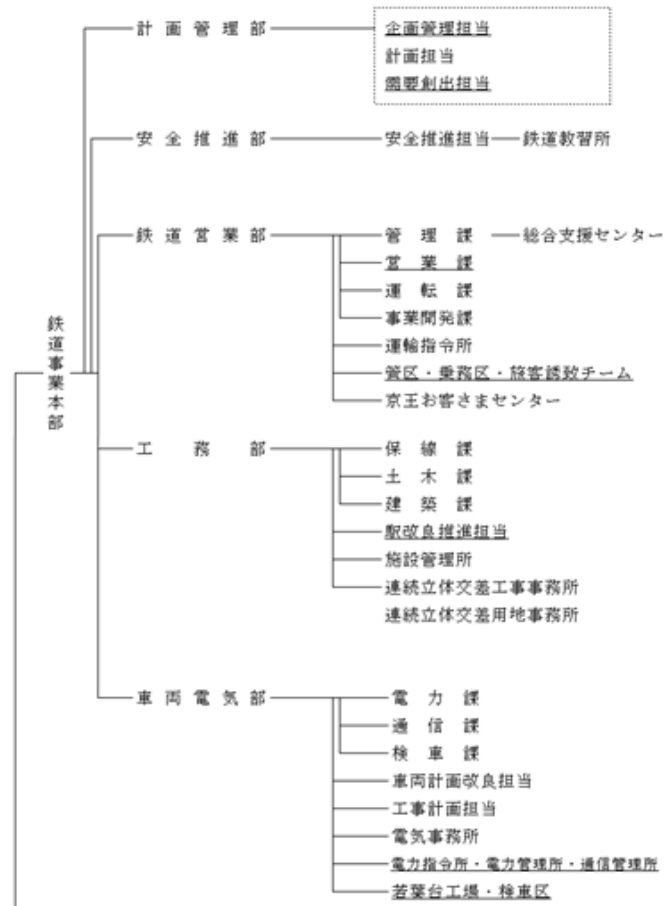 計画管理部 企画管理担当
計画担当
需要創出担当
安全推進部 安全推進担当 鉄道教習所
鉄道営業部 管理課 総合支援センター
営業課
運転課
事業開発課
運輸指令所
鉄道事業本部
管区・乗務区・旅客誘致チーム
京王お客さまセンター
工務部 保線課
土木課
建築課
駅改良推進担当
施設管理所
連続立体交差工事事務所
連続立体交差用地事務所
車両電気部 電力課
通信課
検車課
車両計画改良担当
工事計画担当
電気事務所
電力指令所・電力管理所・通信管理所
若葉台工場・検車区